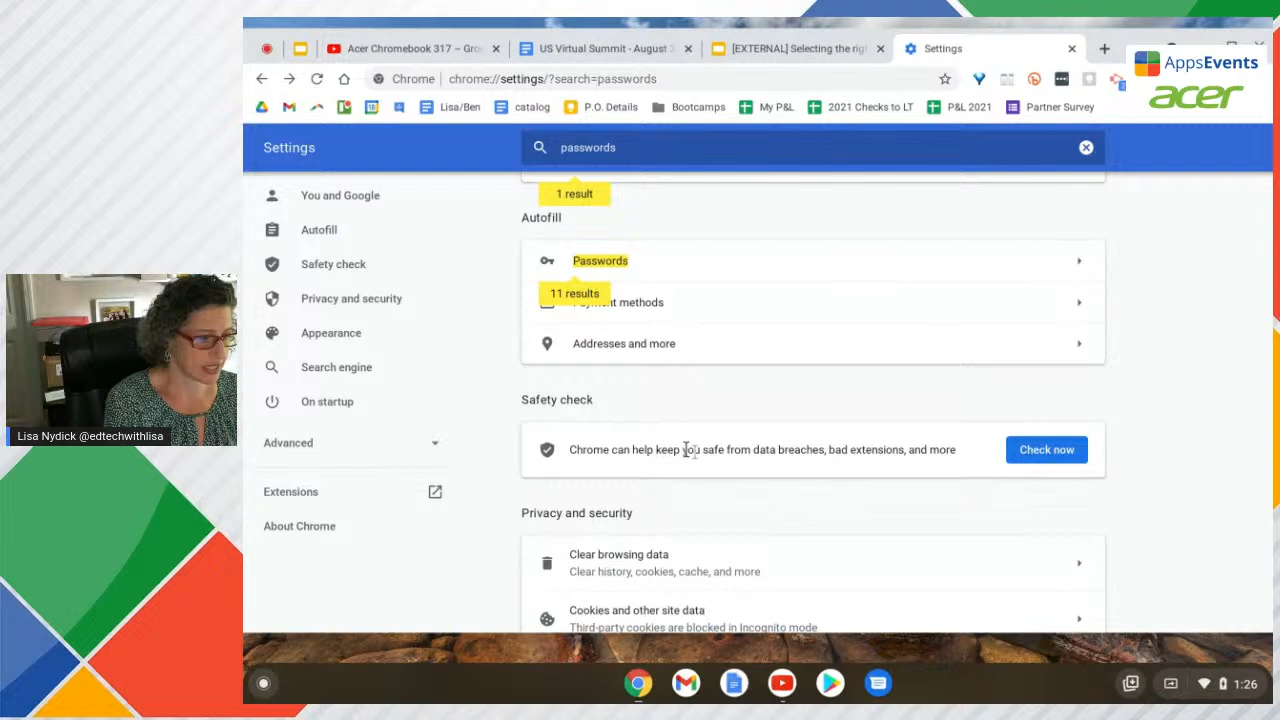 Acer Chromebook 317 – Gro
US Virtual Summit - August
[EXTERNAL] Selecting the rig
Settings
Chrome
chrome://settings/?search=passwords
AppsEvents
acer
Lisa/Ben
catalog
P.O. Details
Bootcamps
My P&L
2021 Checks to LT
P&L 2021
Partner Survey
Settings
passwords
1 result
You and Google
Autofill
Safety check
Privacy and security
Appearance
Search engine
On startup
Advanced
Extensions
About Chrome
Autofill
Passwords
11 results
Payment methods
Addresses and more
Safety check
Chrome can help keep you safe from data breaches, bad extensions, and more
Check now
Privacy and security
Clear browsing data
Clear history, cookies, cache, and more
Cookies and other site data
Third-party cookies are blocked in Incognito mode
Lisa Nydick @edtechwithlisa
1:26